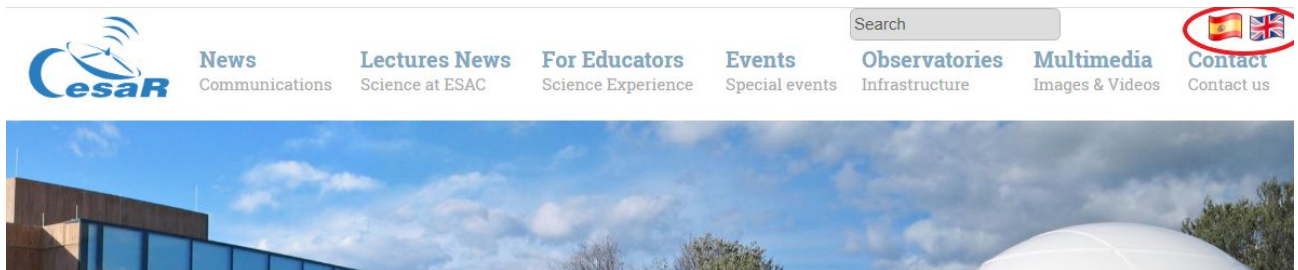 Search
CesaR
News
Communications
Lectures News
Science at ESAC
For Educators
Science Experience
Events
Special events
Observatories
Infrastructure
Multimedia
Images & Videos
Contact
Contact us